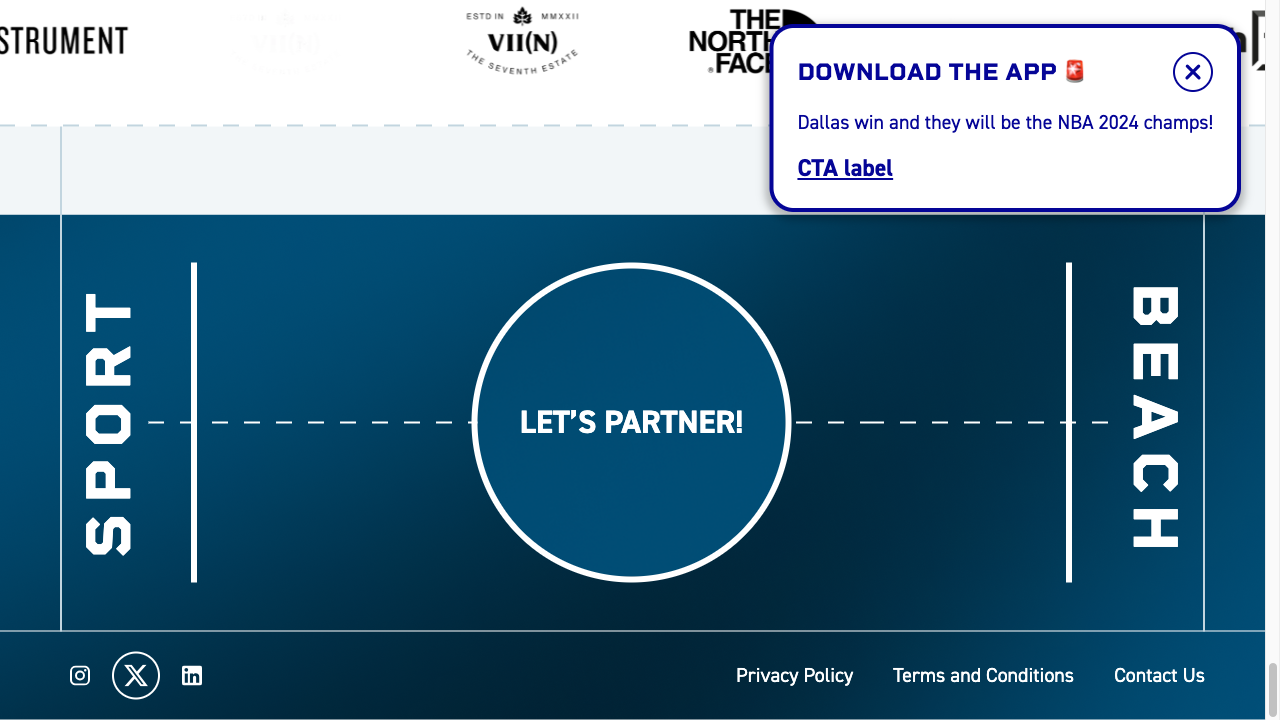 STRUMENT
ESTD IN MMXXII
VII(N)
THE SEVENTH ESTATE
THE
NORTH
FACE
DOWNLOAD THE APP 🚨
Dallas win and they will be the NBA 2024 champs!
CTA label
SPORT
LET'S PARTNER!
BEACH
Privacy Policy
Terms and Conditions
Contact Us